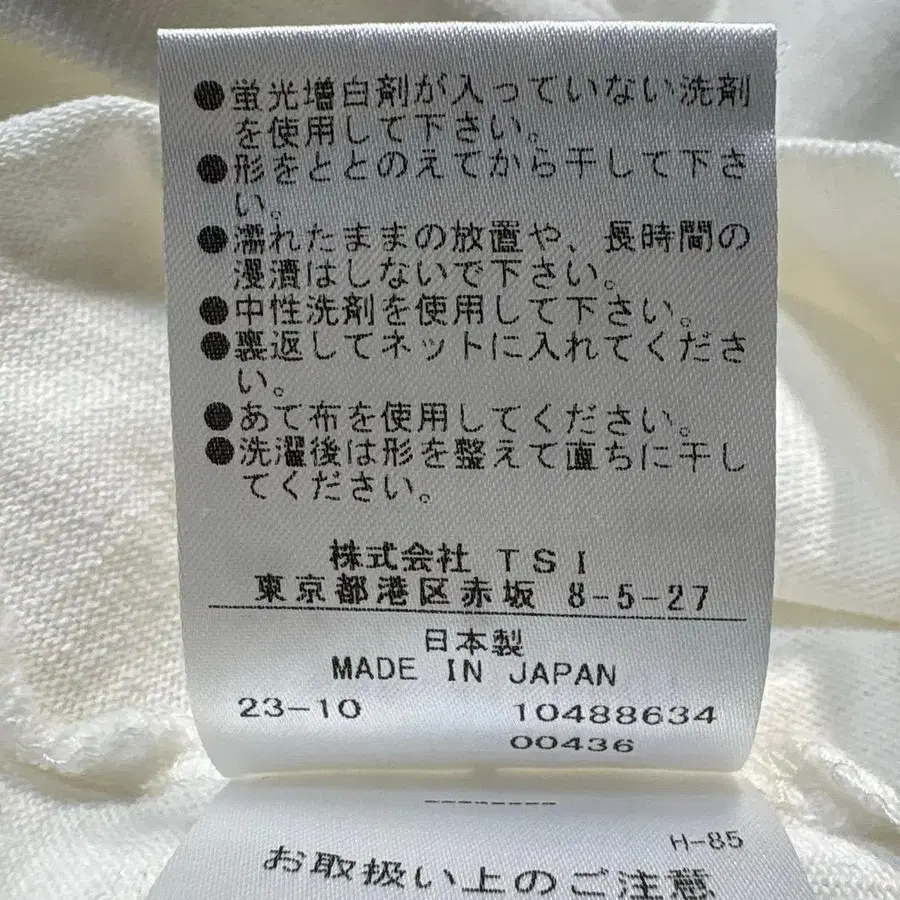 ●蛍光増白剤が入っていない洗剤
を使用して下さい。
●形をととのえてから干して下さ
い。
●濡れたままの放置や、長時間の
浸漬はしないで下さい。
●中性洗剤を使用して下さい。
●裏返してネットに入れてくださ
い。
●あて布を使用してください。
●洗濯後は形を整えて直ちに干し
てください。
株式会社 TSI
東京都港区赤坂 8-5-27
日本製
MADE IN JAPAN
23-10 10488634
00436
H-85
お取扱い上のご注意